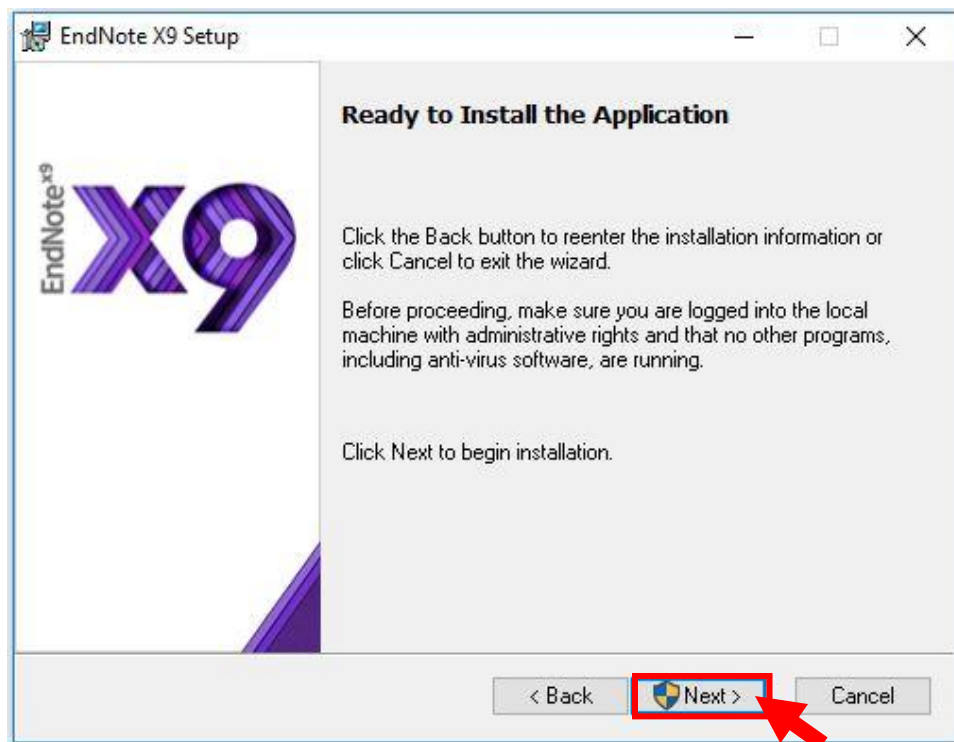 EndNote X9 Setup
EndNote x9
X9
Ready to Install the Application
Click the Back button to reenter the installation information or
click Cancel to exit the wizard.
Before proceeding, make sure you are logged into the local
machine with administrative rights and that no other programs,
including anti-virus software, are running.
Click Next to begin installation.
< Back
Next >
Cancel